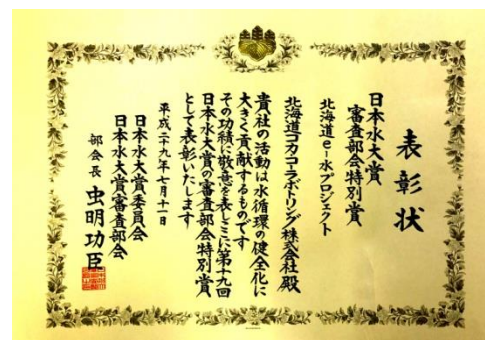 表彰状
日本水大賞
審査部会特別賞
北海道e-水プロジェクト
北海道コカコーラボトリング株式会社殿
貴社の活動は水循環の健全化に
大きく貢献するものです
その功績に敬意を表しここに第十九回
日本水大賞の審査部会特別賞
として表彰いたします
平成二十九年七月十一日
日本水大賞委員会
日本水大賞審査部会
部会長 虫明功臣